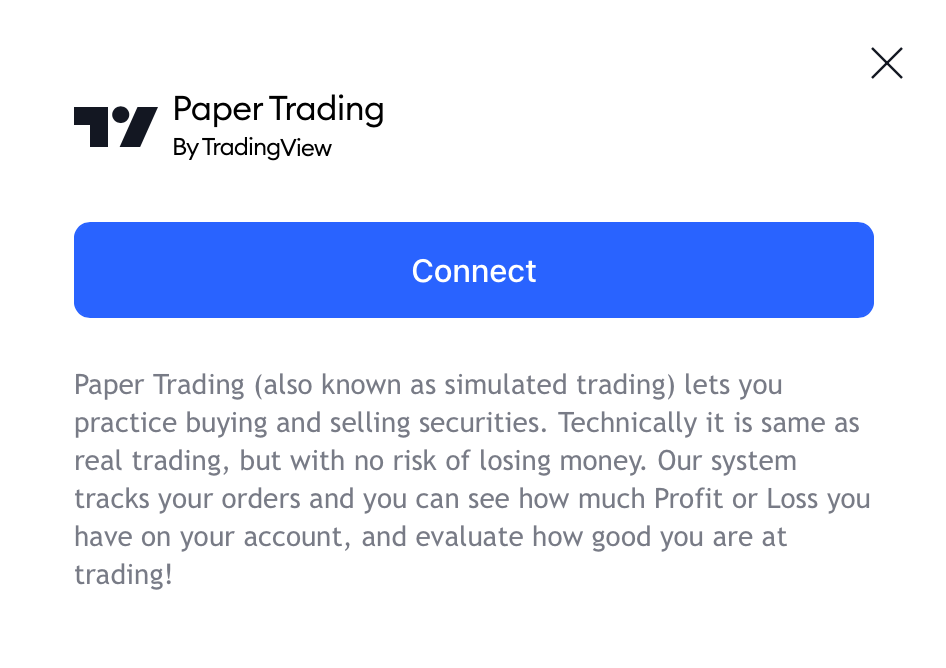 Paper Trading
By TradingView
Connect
Paper Trading (also known as simulated trading) lets you
practice buying and selling securities. Technically it is same as
real trading, but with no risk of losing money. Our system
tracks your orders and you can see how much Profit or Loss you
have on your account, and evaluate how good you are at
trading!